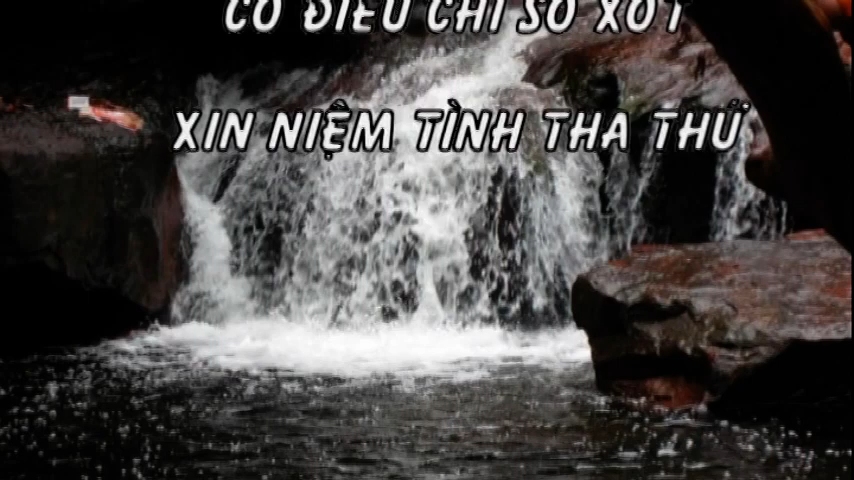 CÓ ĐIỀU CHI SƠ XÓT
XIN NIỆM TÌNH THA THỨ